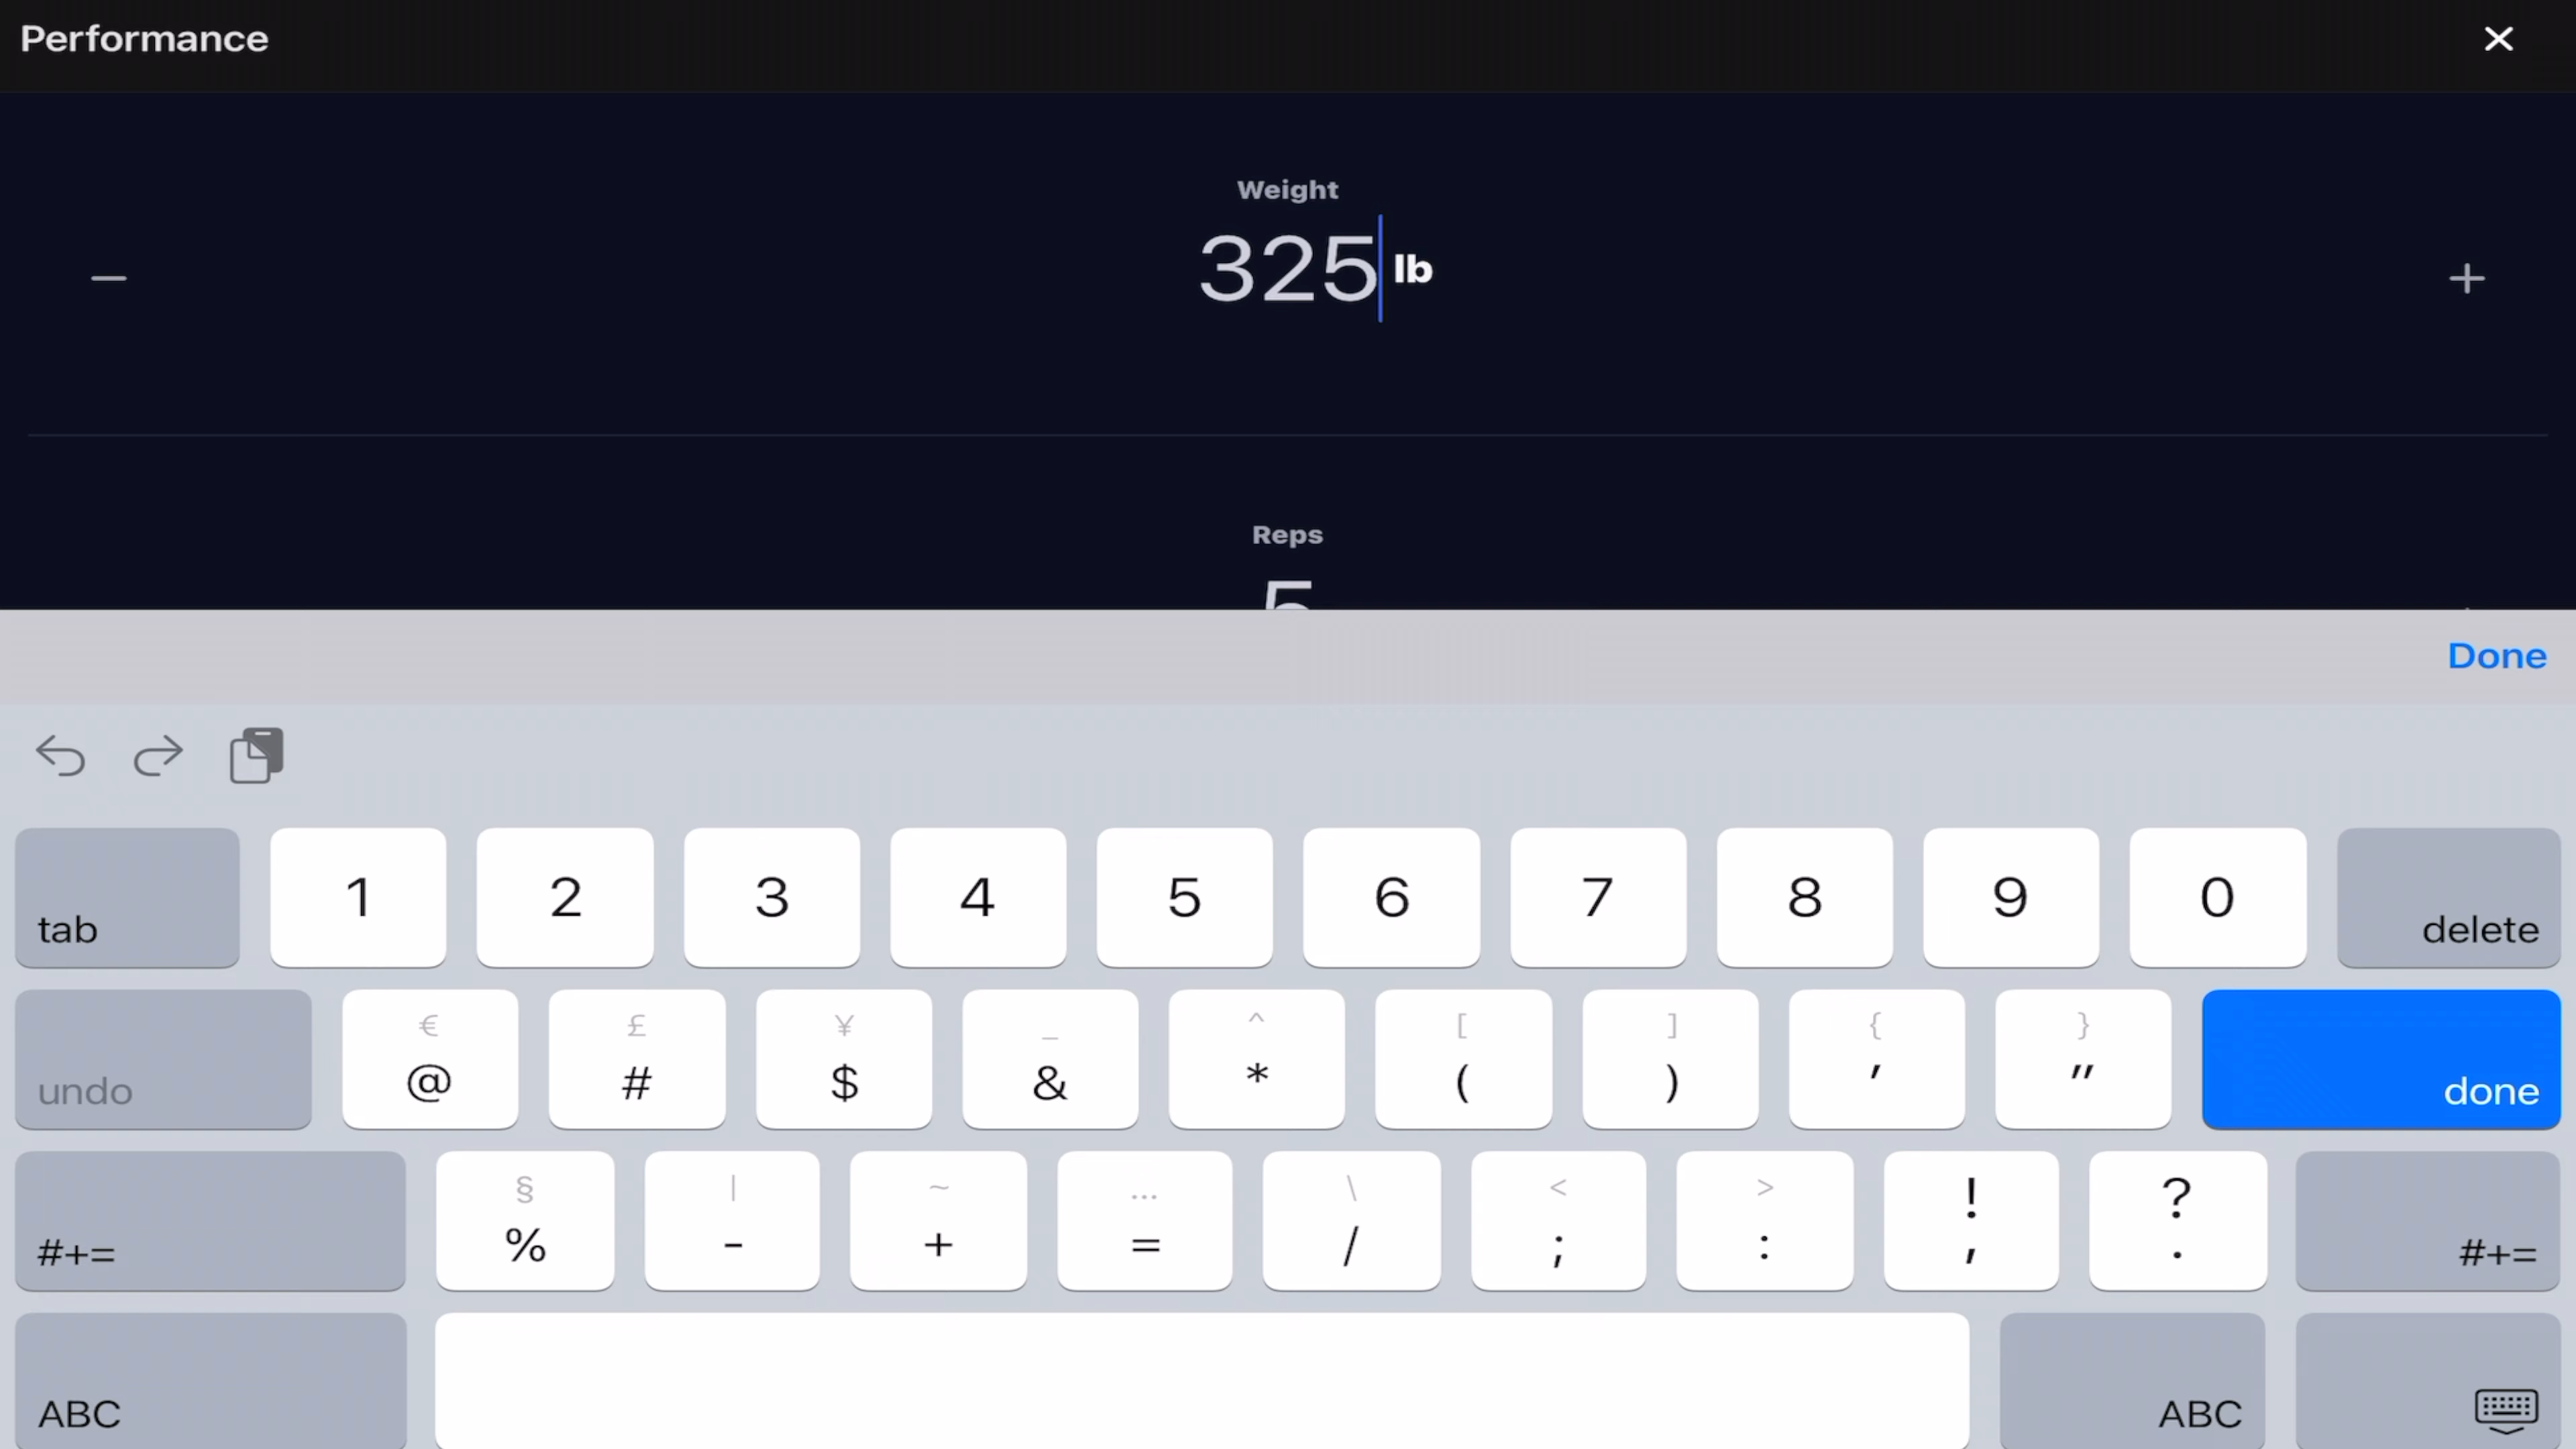 Performance
Weight
325 lb
Reps
5
Done
tab 1 2 3 4 5 6 7 8 9 0 delete
€ £ ¥ _ ^ [ ] { }
undo @ # $ & * ( ) ' " done
§ | ~ … \ < > ! ?
#+= % - + = / ; : , . #+=
ABC ABC